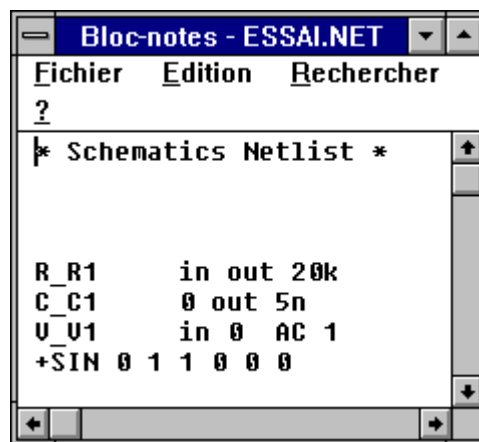 Bloc-notes - ESSAI.NET
Fichier Edition Rechercher
?
* Schematics Netlist *
R_R1 in out 20k
C_C1 0 out 5n
V_V1 in 0 AC 1
+SIN 0 1 1 0 0 0